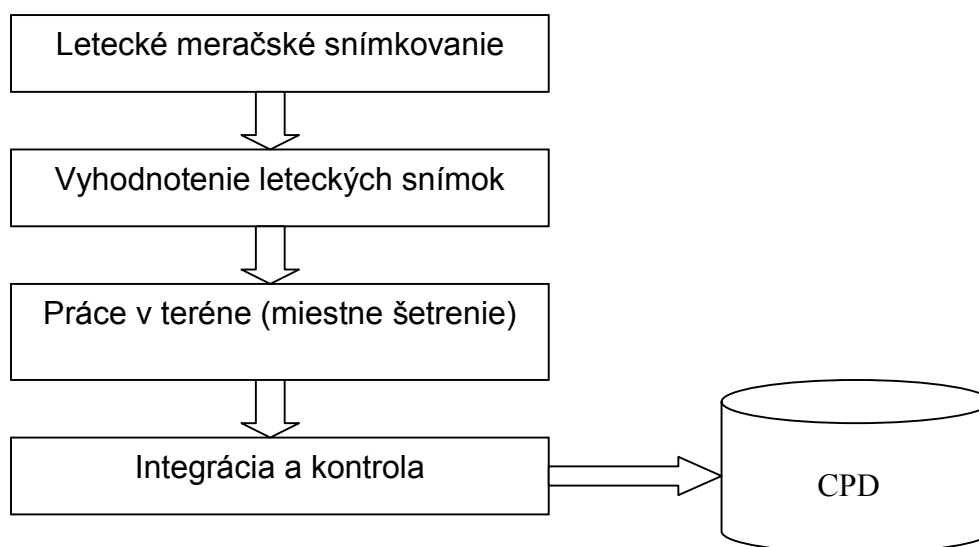 Letecké meračské snímkovanie
Vyhodnotenie leteckých snímok
Práce v teréne (miestne šetrenie)
Integrácia a kontrola
CPD